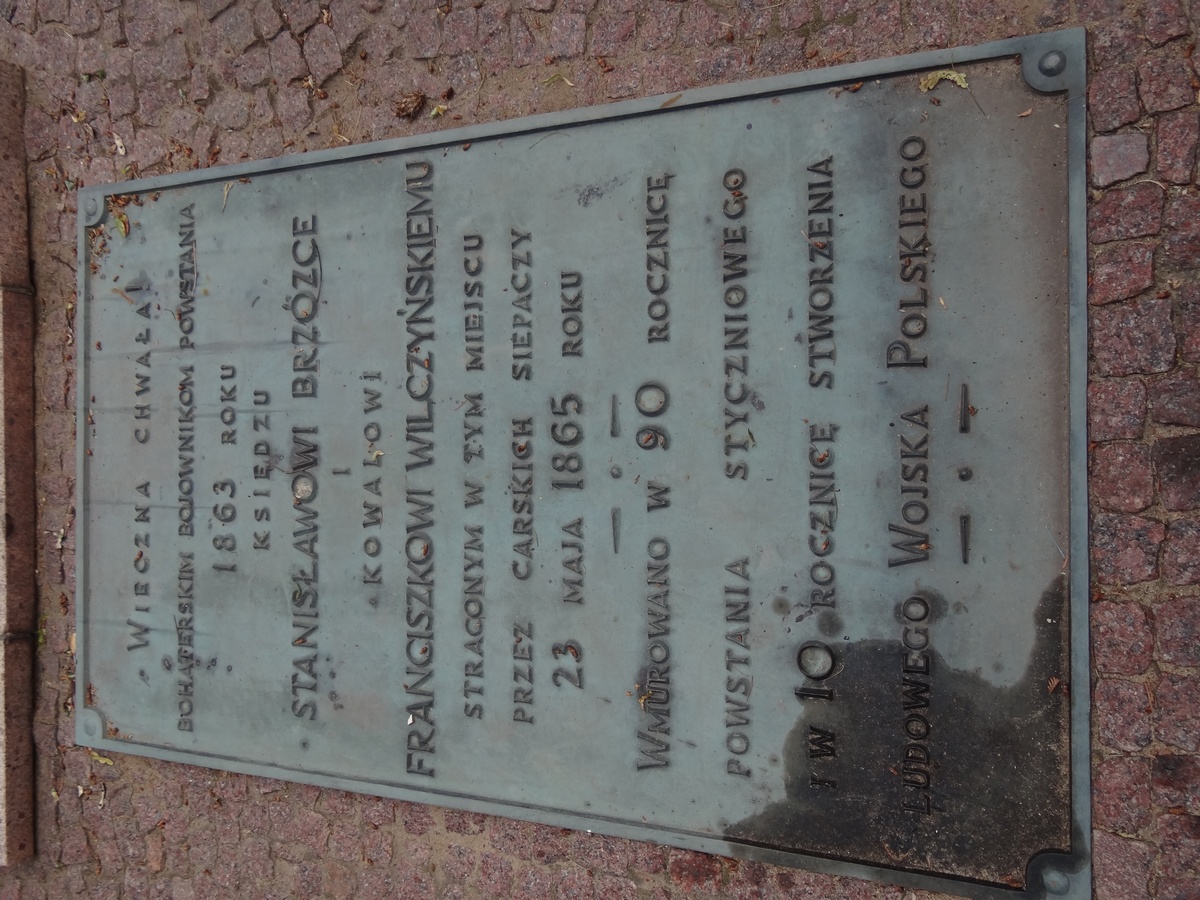 WIECZNA CHWAŁA!
BOHATERSKIM BOJOWNIKOM POWSTANIA
1863 ROKU
KSIĘDZU
STANISŁAWOWI BRZÓZCE
I
KOWALOWI
FRANCISZKOWI WILCZYŃSKIEMU
STRACONYM W TYM MIEJSCU
PRZEZ CARSKICH SIEPACZY
23 MAJA 1865 ROKU
WMUROWANO W 90 ROCZNICĘ
POWSTANIA STYCZNIOWEGO
I W 10 ROCZNICĘ STWORZENIA
LUDOWEGO WOJSKA POLSKIEGO